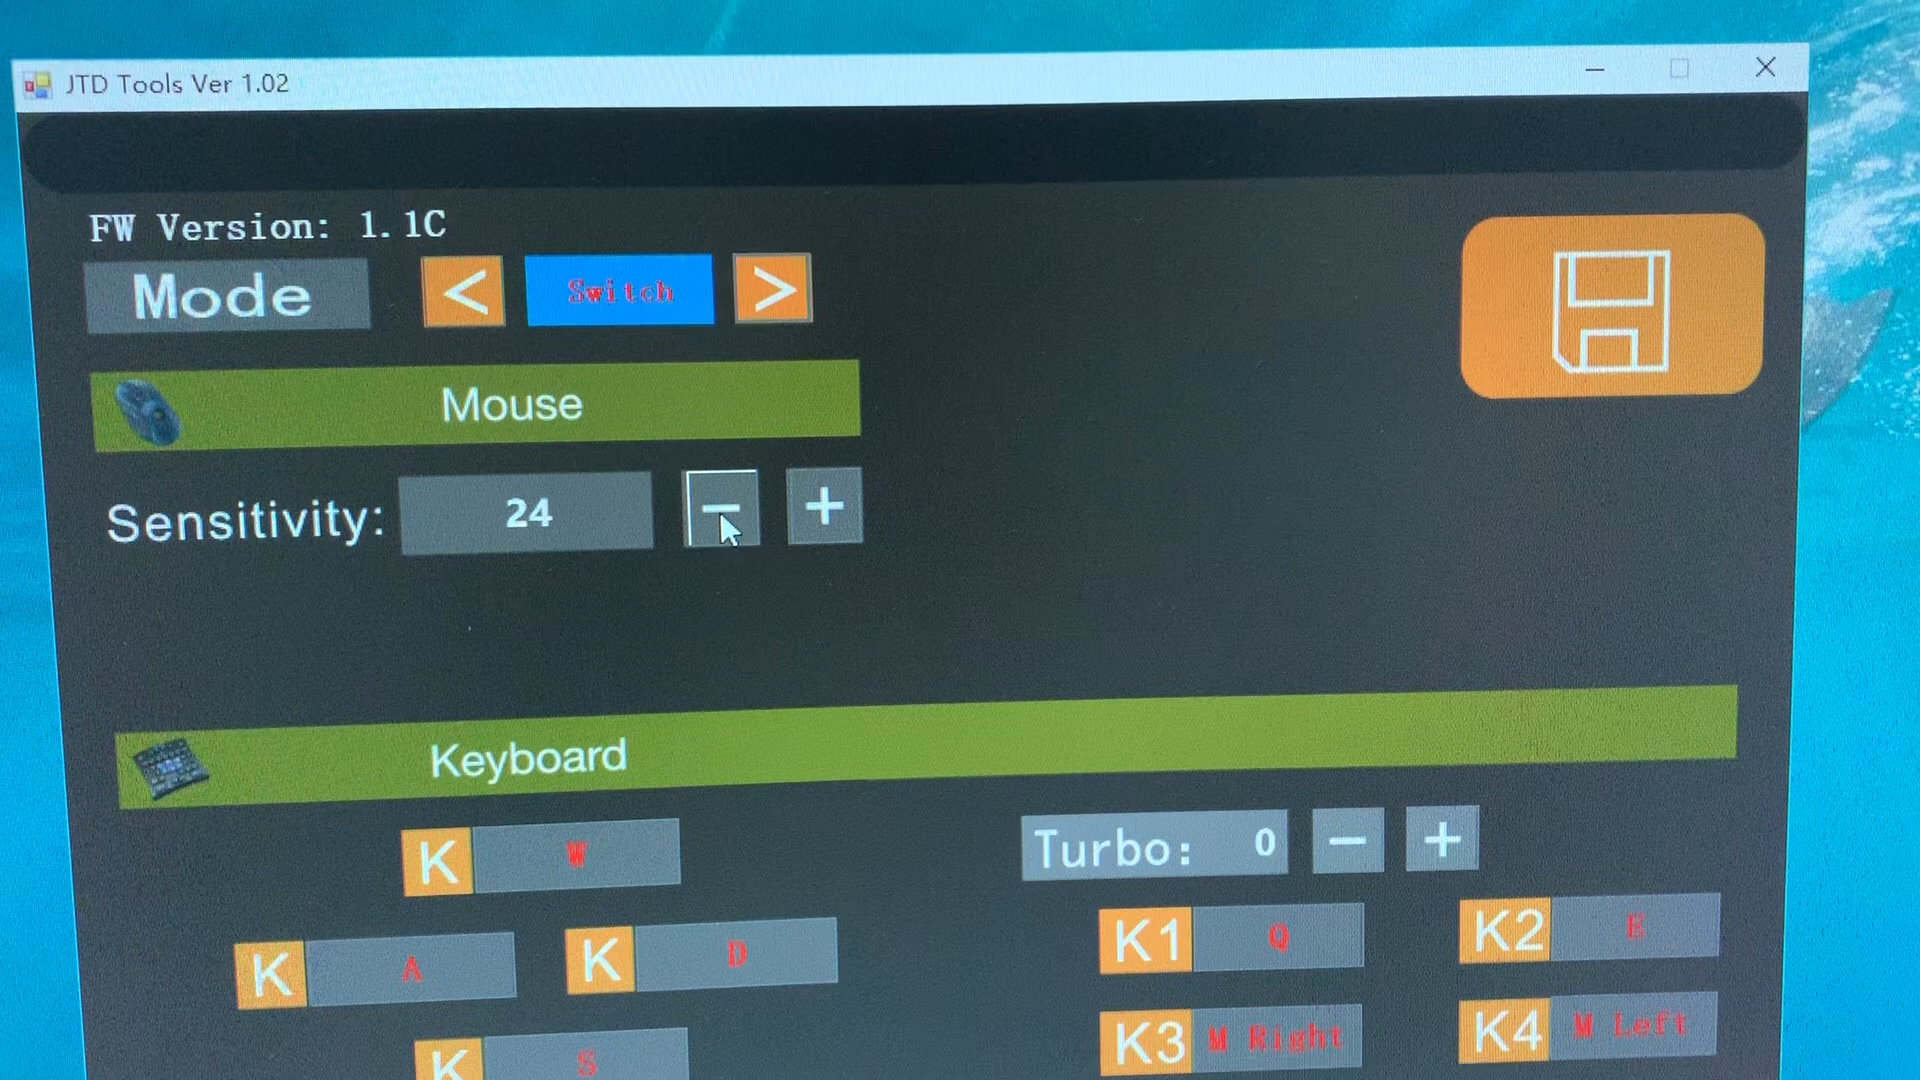 JTD Tools Ver 1.02
FW Version: 1.1C
Mode < Switch >
Mouse
Sensitivity: 24 − +
Keyboard
K W
Turbo: 0 − +
K A K D
K1 Q K2 E
K S
K3 M Right K4 M Left